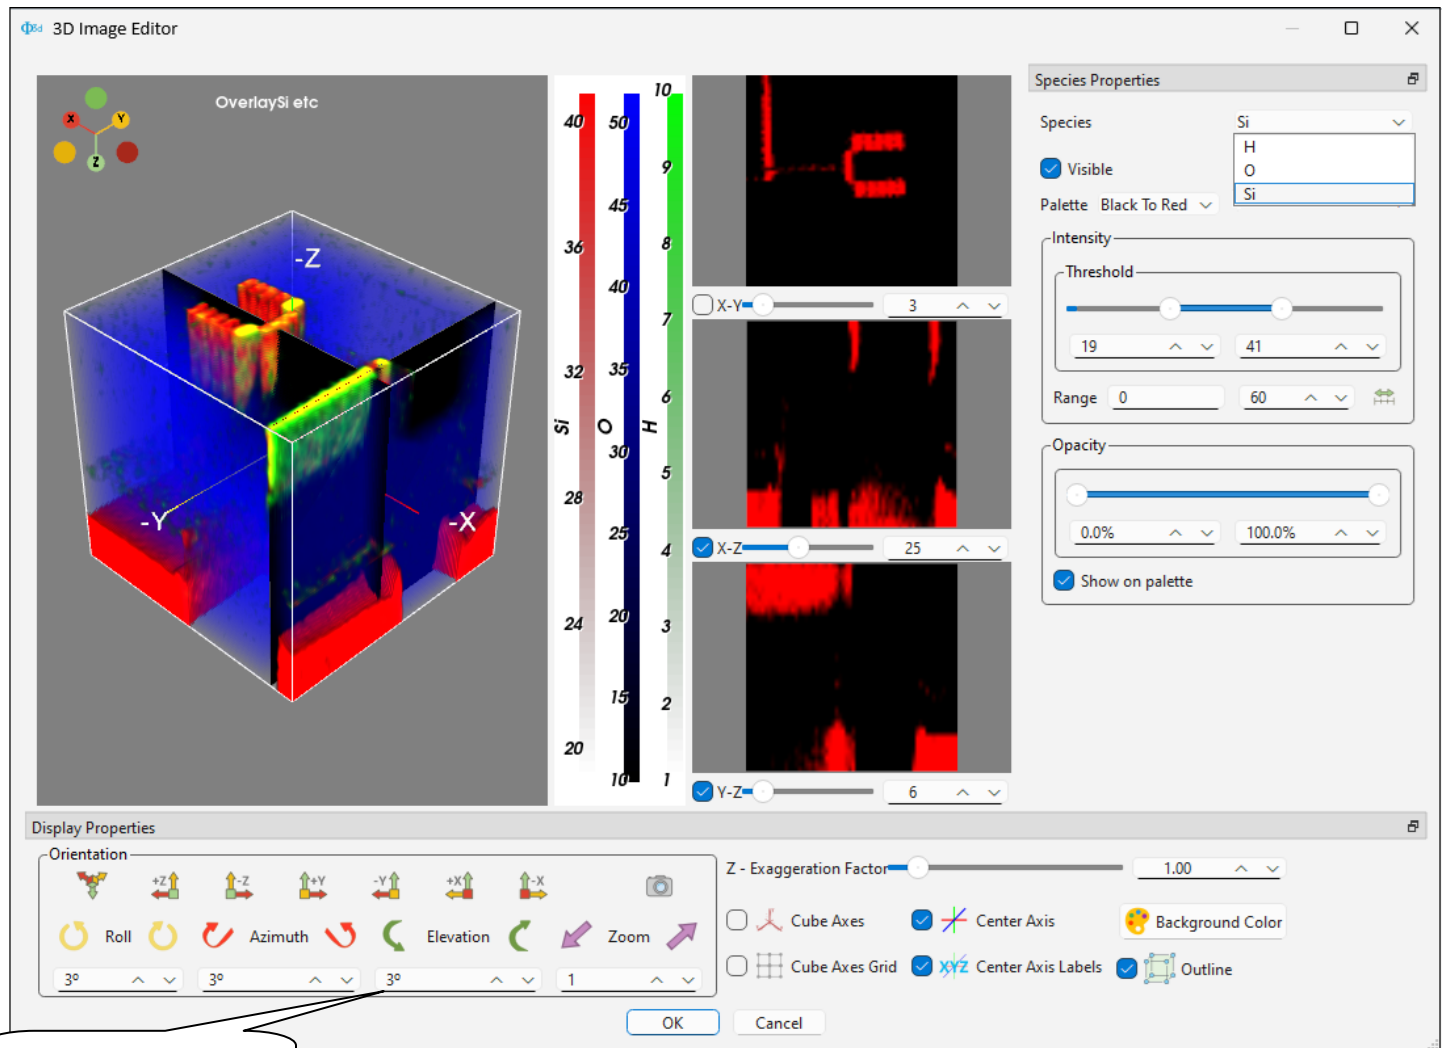 Φ3d 3D Image Editor
OverlaySi etc
X
Y
Z
-Z
-Y
-X
40
36
32
28
24
20
Si
50
45
40
35
30
25
20
15
10
O
10
9
8
7
6
5
4
3
2
1
H
X-Y 3
X-Z 25
Y-Z 6
Species Properties
Species Si
H
O
Si
Visible
Palette Black To Red
Intensity
Threshold
19 41
Range 0 60
Opacity
0.0% 100.0%
Show on palette
Display Properties
Orientation
+Z -Z +Y -Y +X -X
Roll Azimuth Elevation Zoom
3º 3º 3º 1
Z - Exaggeration Factor 1.00
Cube Axes Center Axis Background Color
Cube Axes Grid XYZ Center Axis Labels Outline
OK Cancel